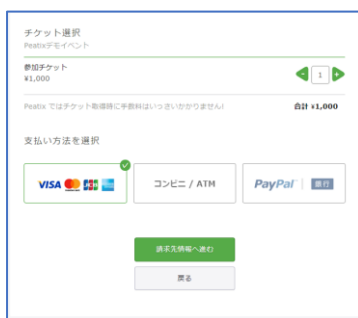 チケット選択
Peatixデモイベント
参加チケット
¥1,000
1
Peatix ではチケット取得時に手数料はいっさいかかりません!
合計 ¥1,000
支払い方法を選択
VISA JCB
コンビニ / ATM
PayPal 銀行
請求先情報へ進む
戻る